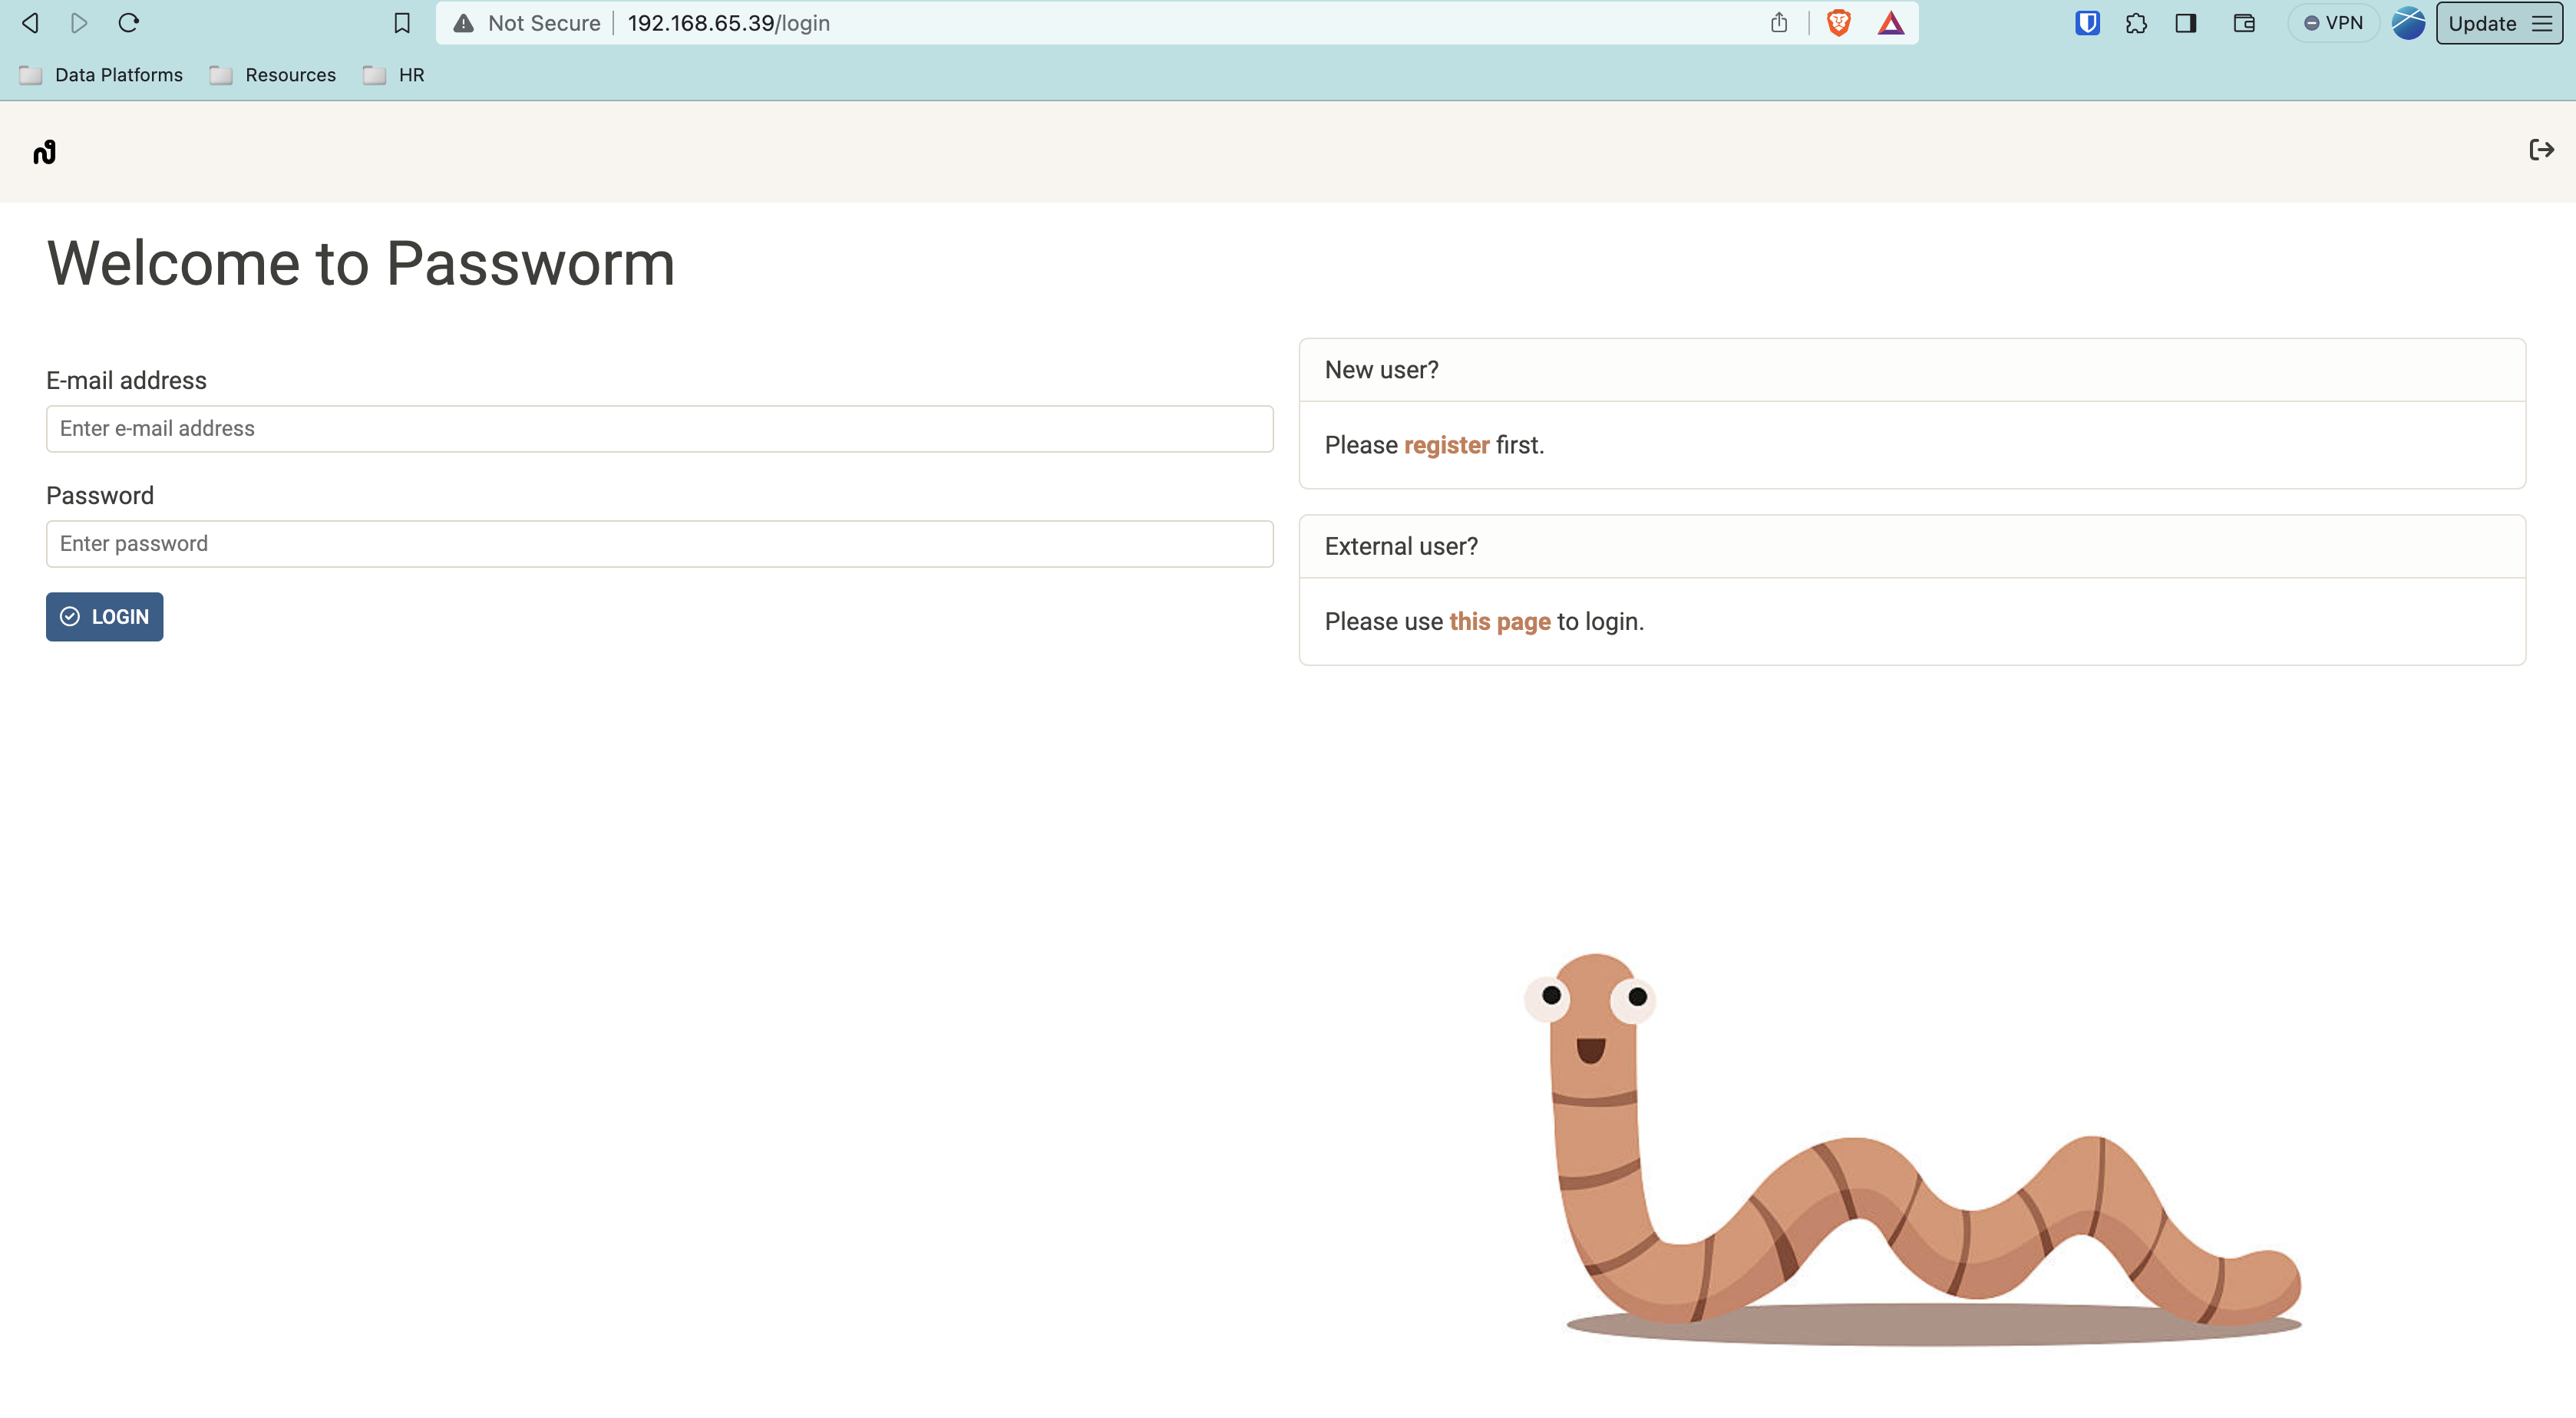 Not Secure 192.168.65.39/login VPN Update
Data Platforms Resources HR
Welcome to Passworm
E-mail address
Enter e-mail address
Password
Enter password
LOGIN
New user?
Please register first.
External user?
Please use this page to login.